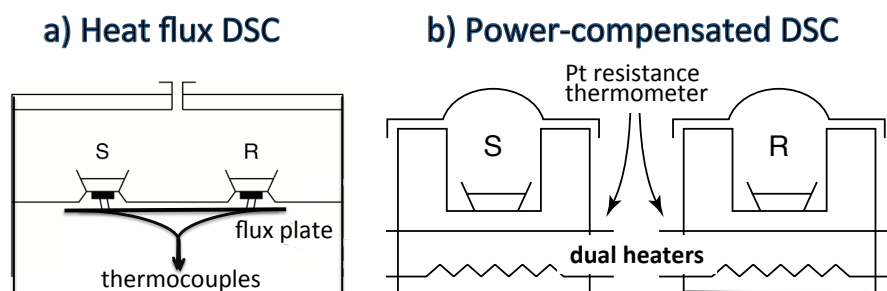 a) Heat flux DSC
S
R
flux plate
thermocouples
b) Power-compensated DSC
Pt resistance
thermometer
S
R
dual heaters